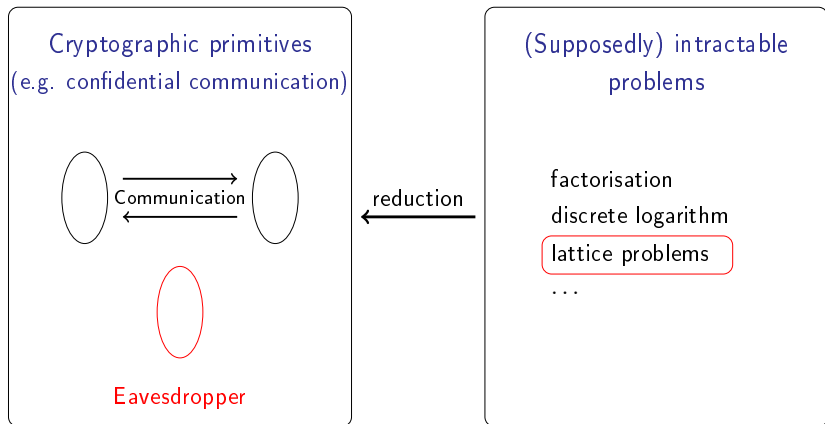 Cryptographic primitives
(e.g. confidential communication)
Communication
Eavesdropper
reduction
(Supposedly) intractable
problems
factorisation
discrete logarithm
lattice problems
...